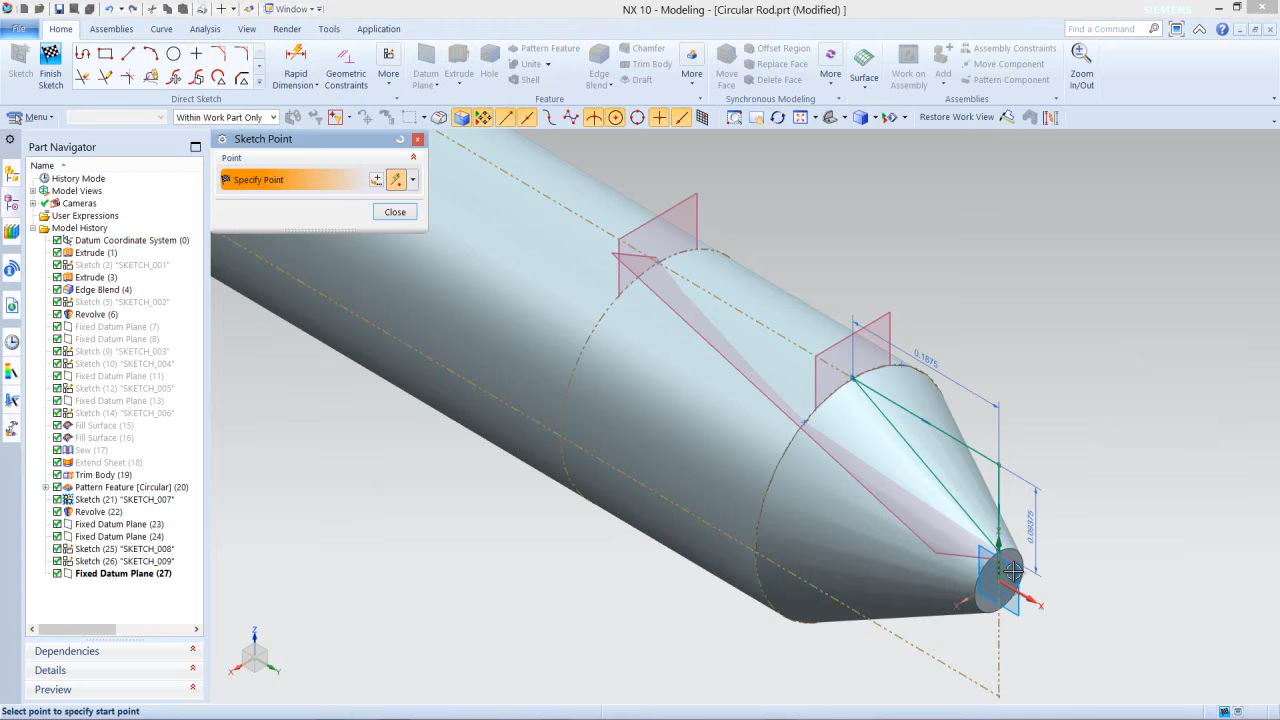 NX 10 - Modeling - [Circular Rod.prt (Modified) ]
SIEMENS
Window
File
Home
Assemblies
Curve
Analysis
View
Render
Tools
Application
Find a Command
Sketch
Finish Sketch
Direct Sketch
Rapid Dimension
Geometric Constraints
More
Datum Plane
Extrude
Hole
Pattern Feature
Unite
Shell
Edge Blend
Chamfer
Trim Body
Draft
More
Feature
Move Face
Offset Region
Replace Face
Delete Face
More
Synchronous Modeling
Surface
Work on Assembly
Add
Assembly Constraints
Move Component
Pattern Component
Assemblies
Zoom In/Out
Menu
Within Work Part Only
Restore Work View
Part Navigator
Name
History Mode
Model Views
Cameras
User Expressions
Model History
Datum Coordinate System (0)
Extrude (1)
Sketch (2) "SKETCH_001"
Extrude (3)
Edge Blend (4)
Sketch (5) "SKETCH_002"
Revolve (6)
Fixed Datum Plane (7)
Fixed Datum Plane (8)
Sketch (9) "SKETCH_003"
Sketch (10) "SKETCH_004"
Fixed Datum Plane (11)
Sketch (12) "SKETCH_005"
Fixed Datum Plane (13)
Sketch (14) "SKETCH_006"
Fill Surface (15)
Fill Surface (16)
Sew (17)
Extend Sheet (18)
Trim Body (19)
Pattern Feature [Circular] (20)
Sketch (21) "SKETCH_007"
Revolve (22)
Fixed Datum Plane (23)
Fixed Datum Plane (24)
Sketch (25) "SKETCH_008"
Sketch (26) "SKETCH_009"
Fixed Datum Plane (27)
Dependencies
Details
Preview
Sketch Point
Point
Specify Point
Close
0.1875
0.09375
X
X
Z
X
Y
Select point to specify start point